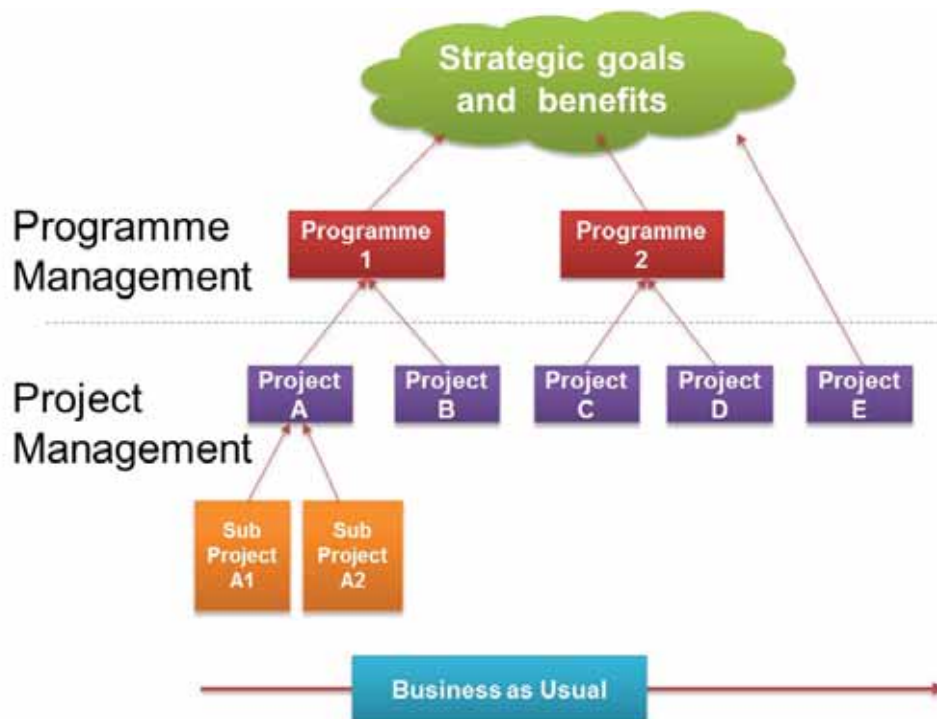 Strategic goals
and benefits
Programme
Management
Programme
1
Programme
2
Project
Management
Project
A
Project
B
Project
C
Project
D
Project
E
Sub
Project
A1
Sub
Project
A2
Business as Usual